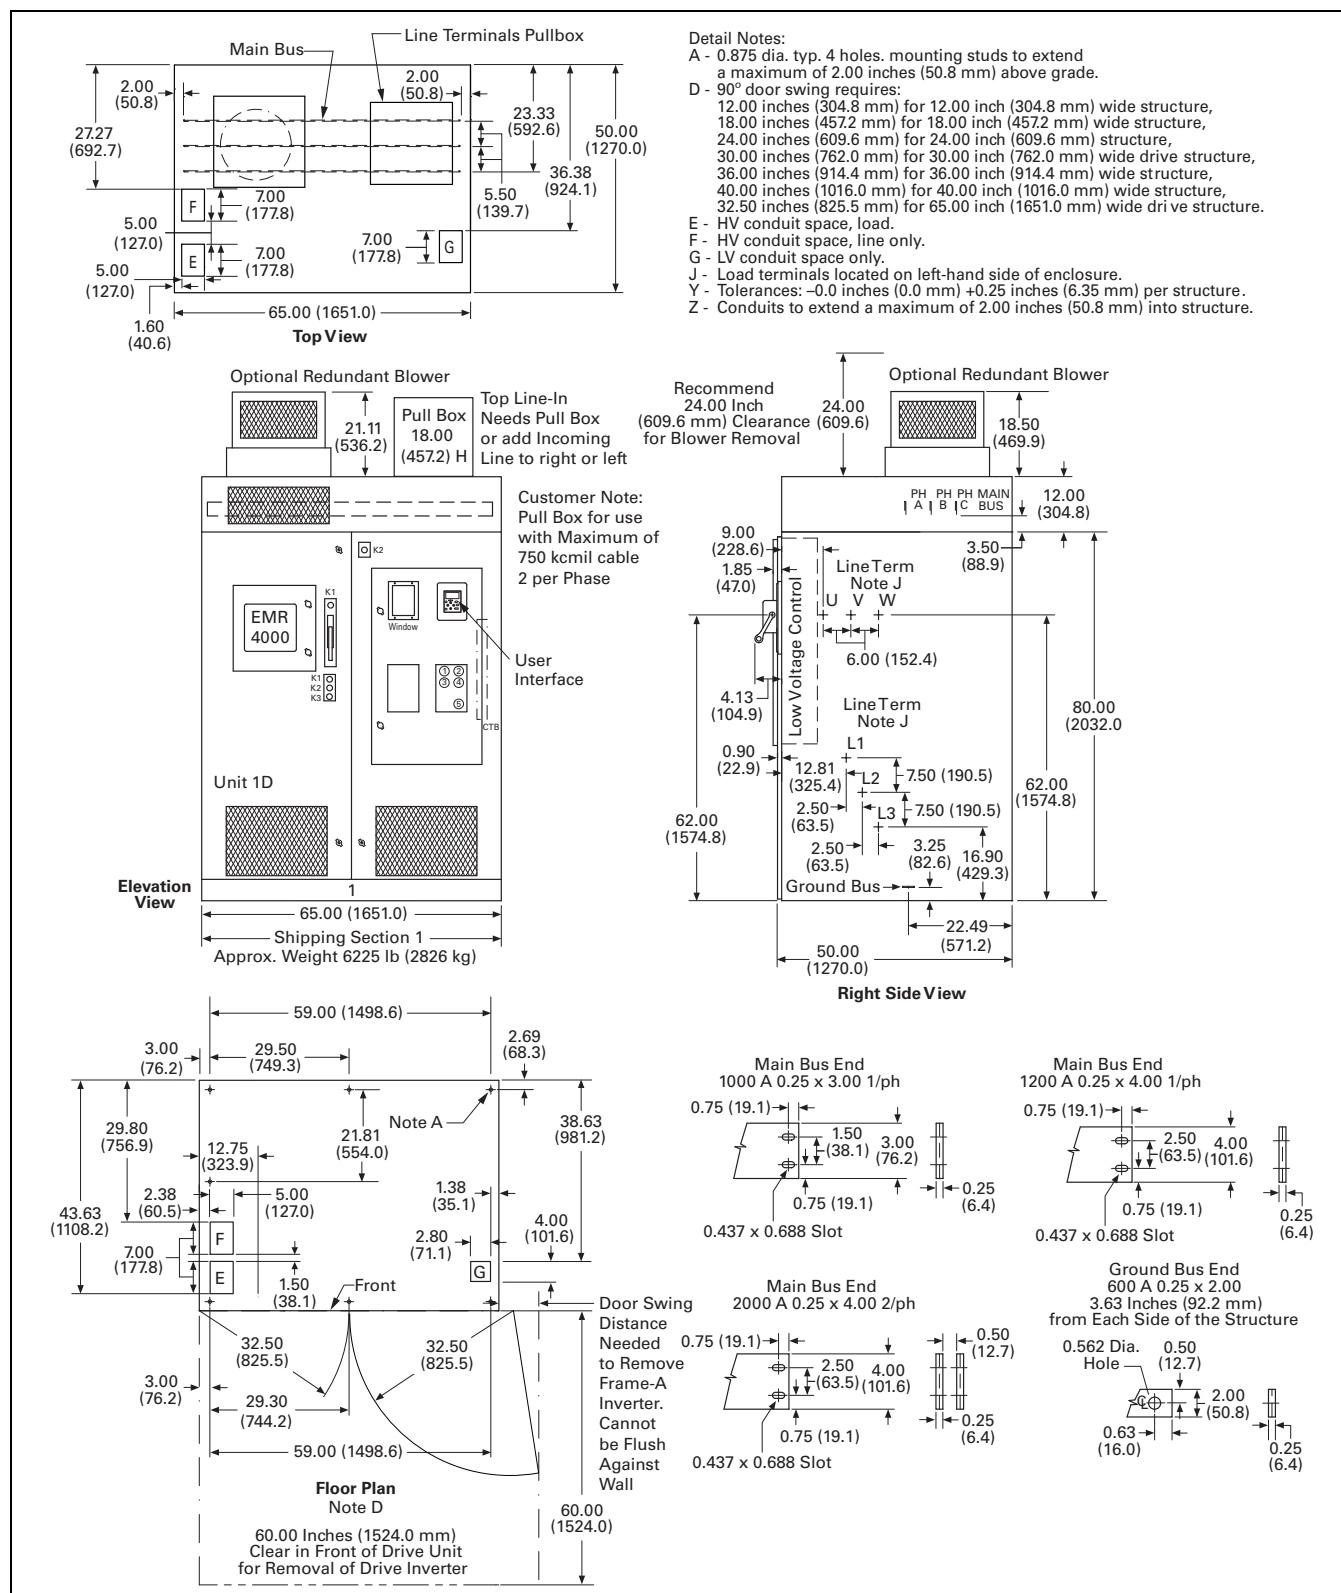 Main Bus
Line Terminals Pullbox
2.00
(50.8)
2.00
(50.8)
27.27
(692.7)
23.33
(592.6)
50.00
(1270.0)
36.38
(924.1)
5.50
(139.7)
F
7.00
(177.8)
5.00
(127.0)
E
7.00
(177.8)
7.00
(177.8)
G
5.00
(127.0)
1.60
(40.6)
65.00 (1651.0)
Top View
Detail Notes:
A - 0.875 dia. typ. 4 holes. mounting studs to extend
a maximum of 2.00 inches (50.8 mm) above grade.
D - 90° door swing requires:
12.00 inches (304.8 mm) for 12.00 inch (304.8 mm) wide structure,
18.00 inches (457.2 mm) for 18.00 inch (457.2 mm) wide structure,
24.00 inches (609.6 mm) for 24.00 inch (609.6 mm) structure,
30.00 inches (762.0 mm) for 30.00 inch (762.0 mm) wide drive structure,
36.00 inches (914.4 mm) for 36.00 inch (914.4 mm) wide structure,
40.00 inches (1016.0 mm) for 40.00 inch (1016.0 mm) wide structure,
32.50 inches (825.5 mm) for 65.00 inch (1651.0 mm) wide drive structure.
E - HV conduit space, load.
F - HV conduit space, line only.
G - LV conduit space only.
J - Load terminals located on left-hand side of enclosure.
Y - Tolerances: –0.0 inches (0.0 mm) +0.25 inches (6.35 mm) per structure.
Z - Conduits to extend a maximum of 2.00 inches (50.8 mm) into structure.
Optional Redundant Blower
21.11
(536.2)
Pull Box
18.00
(457.2) H
Top Line-In
Needs Pull Box
or add Incoming
Line to right or left
Customer Note:
Pull Box for use
with Maximum of
750 kcmil cable
2 per Phase
K2
K1
EMR
4000
Window
User
Interface
K1
K2
K3
1 2
3 4
5
CTB
Unit 1D
1
Elevation
View
65.00 (1651.0)
Shipping Section 1
Approx. Weight 6225 lb (2826 kg)
Recommend
24.00 Inch
(609.6 mm) Clearance
for Blower Removal
24.00
(609.6)
Optional Redundant Blower
18.50
(469.9)
PH PH PH MAIN
A B C BUS
12.00
(304.8)
9.00
(228.6)
3.50
(88.9)
1.85
(47.0)
Line Term
Note J
U V W
6.00 (152.4)
Low Voltage Control
4.13
(104.9)
Line Term
Note J
80.00
(2032.0
0.90
(22.9)
L1
12.81
(325.4)
7.50 (190.5)
L2
62.00
(1574.8)
62.00
(1574.8)
2.50
(63.5)
7.50 (190.5)
L3
2.50
(63.5)
3.25
(82.6)
16.90
(429.3)
Ground Bus
22.49
(571.2)
50.00
(1270.0)
Right Side View
59.00 (1498.6)
3.00
(76.2)
29.50
(749.3)
2.69
(68.3)
Note A
29.80
(756.9)
21.81
(554.0)
38.63
(981.2)
12.75
(323.9)
2.38
(60.5)
5.00
(127.0)
1.38
(35.1)
43.63
(1108.2)
4.00
(101.6)
F
2.80
(71.1)
7.00
(177.8)
E
G
1.50
(38.1)
Front
32.50
(825.5)
32.50
(825.5)
3.00
(76.2)
29.30
(744.2)
59.00 (1498.6)
Door Swing
Distance
Needed
to Remove
Frame-A
Inverter.
Cannot
be Flush
Against
Wall
Floor Plan
Note D
60.00
(1524.0)
60.00 Inches (1524.0 mm)
Clear in Front of Drive Unit
for Removal of Drive Inverter
Main Bus End
1000 A 0.25 x 3.00 1/ph
0.75 (19.1)
1.50
(38.1)
3.00
(76.2)
0.75 (19.1)
0.25
(6.4)
0.437 x 0.688 Slot
Main Bus End
1200 A 0.25 x 4.00 1/ph
0.75 (19.1)
2.50
(63.5)
4.00
(101.6)
0.75 (19.1)
0.25
(6.4)
0.437 x 0.688 Slot
Main Bus End
2000 A 0.25 x 4.00 2/ph
0.75 (19.1)
0.50
(12.7)
2.50
(63.5)
4.00
(101.6)
0.75 (19.1)
0.25
(6.4)
0.437 x 0.688 Slot
Ground Bus End
600 A 0.25 x 2.00
3.63 Inches (92.2 mm)
from Each Side of the Structure
0.562 Dia.
Hole
0.50
(12.7)
CL
2.00
(50.8)
0.63
(16.0)
0.25
(6.4)